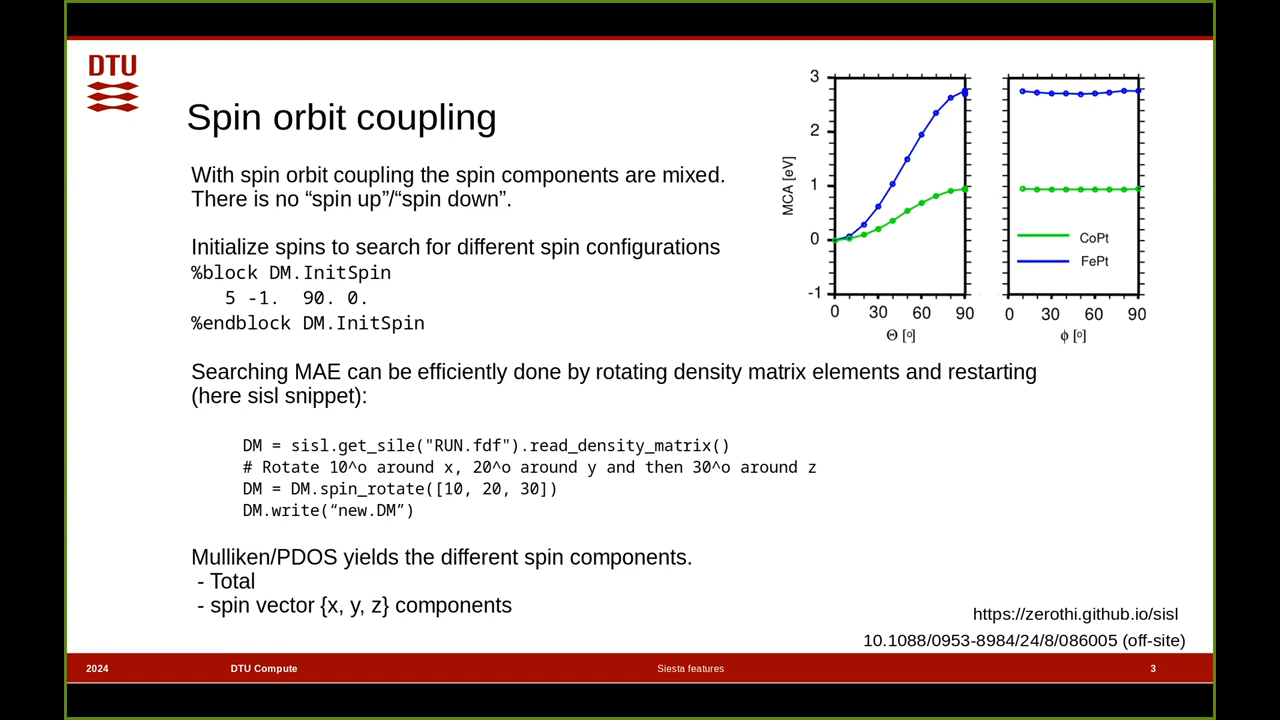 DTU
Spin orbit coupling
With spin orbit coupling the spin components are mixed.
There is no “spin up”/“spin down”.
Initialize spins to search for different spin configurations
%block DM.InitSpin
5 -1. 90. 0.
%endblock DM.InitSpin
3
2
1
0
-1
MCA [eV]
0 30 60 90
Θ [º]
CoPt
FePt
0 30 60 90
ϕ [º]
Searching MAE can be efficiently done by rotating density matrix elements and restarting
(here sisl snippet):
DM = sisl.get_sile("RUN.fdf").read_density_matrix()
# Rotate 10^o around x, 20^o around y and then 30^o around z
DM = DM.spin_rotate([10, 20, 30])
DM.write(“new.DM”)
Mulliken/PDOS yields the different spin components.
- Total
- spin vector {x, y, z} components
https://zerothi.github.io/sisl
10.1088/0953-8984/24/8/086005 (off-site)
2024 DTU Compute Siesta features 3